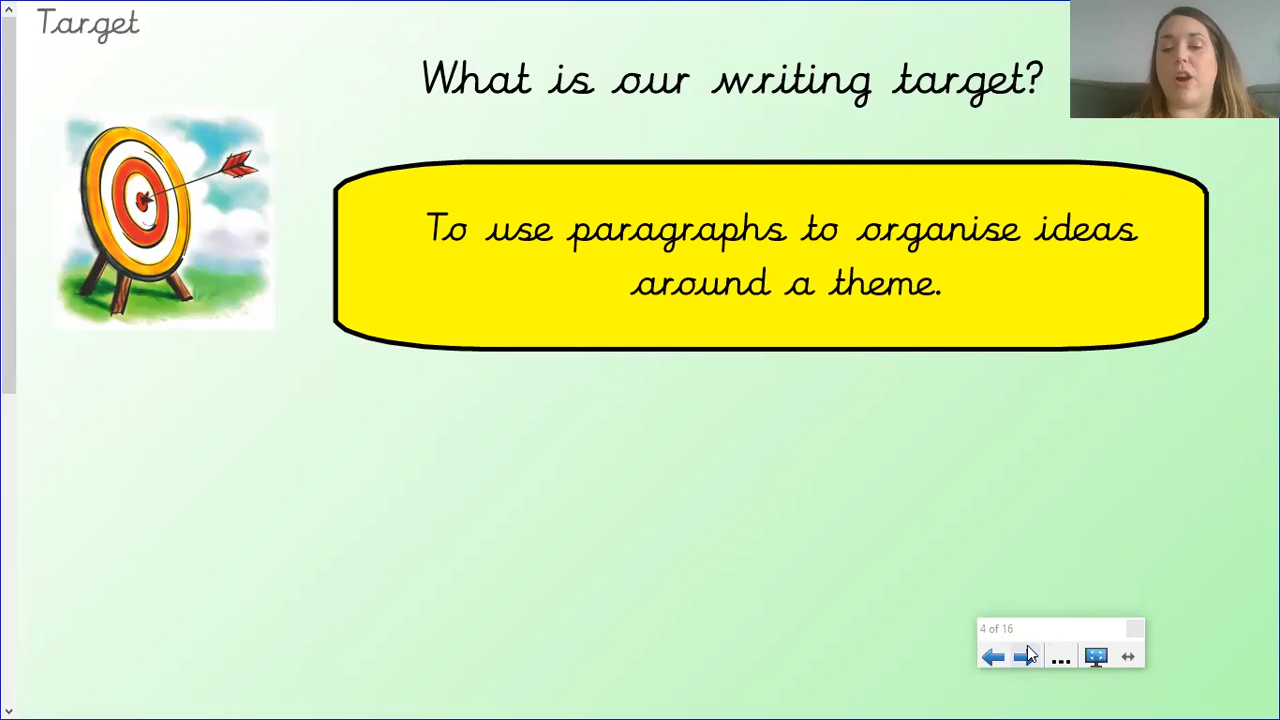 Target
What is our writing target?
To use paragraphs to organise ideas
around a theme.
4 of 16
...